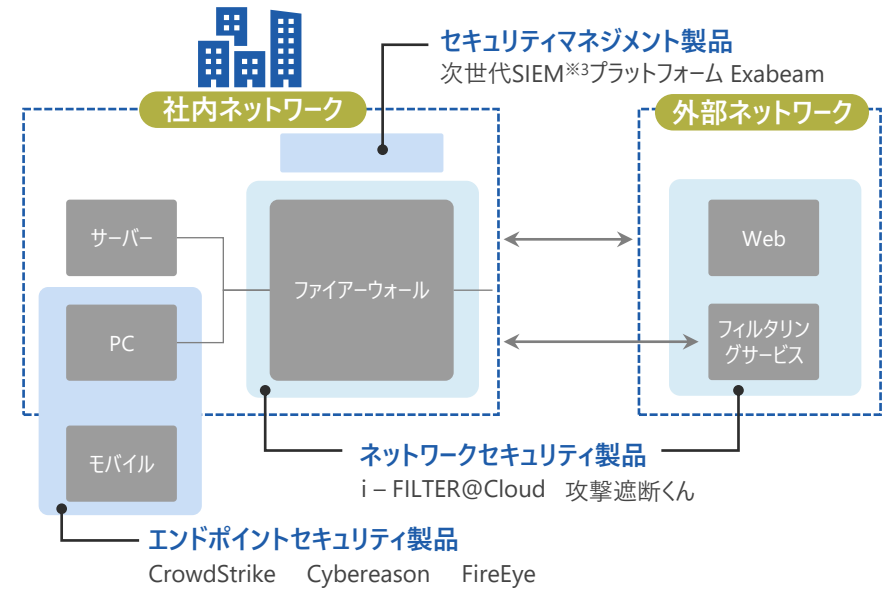 セキュリティマネジメント製品
次世代SIEM※3プラットフォーム Exabeam
社内ネットワーク
外部ネットワーク
サーバー
ファイアーウォール
Web
PC
フィルタリン
グサービス
モバイル
ネットワークセキュリティ製品
i – FILTER@Cloud 攻撃遮断くん
エンドポイントセキュリティ製品
CrowdStrike Cybereason FireEye